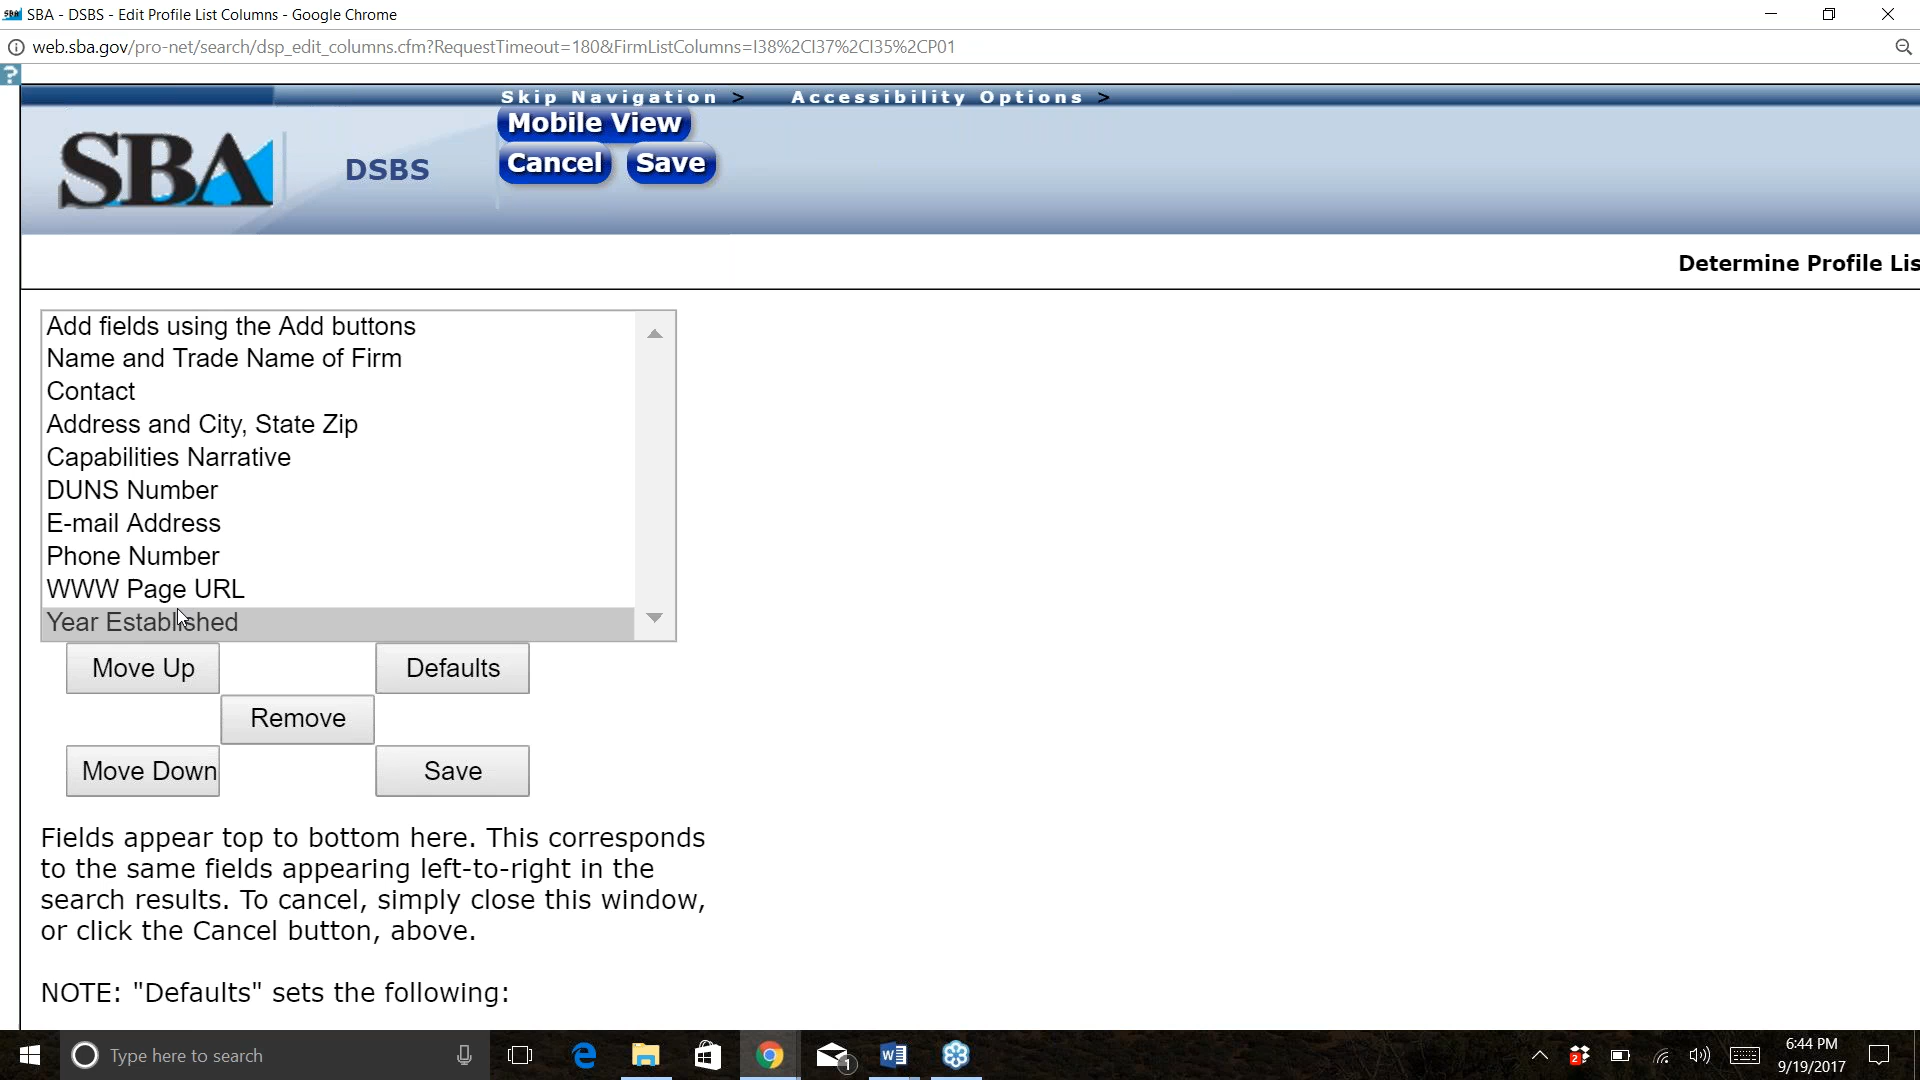 SBA - DSBS - Edit Profile List Columns - Google Chrome
web.sba.gov/pro-net/search/dsp_edit_columns.cfm?RequestTimeout=180&FirmListColumns=I38%2CI37%2CI35%2CP01
?
Skip Navigation > Accessibility Options >
Mobile View
SBA
DSBS
Cancel Save
Determine Profile Lis
Add fields using the Add buttons
Name and Trade Name of Firm
Contact
Address and City, State Zip
Capabilities Narrative
DUNS Number
E-mail Address
Phone Number
WWW Page URL
Year Established
Move Up Defaults
Remove
Move Down Save
Fields appear top to bottom here. This corresponds
to the same fields appearing left-to-right in the
search results. To cancel, simply close this window,
or click the Cancel button, above.
NOTE: "Defaults" sets the following:
Type here to search
1
2
6:44 PM
9/19/2017